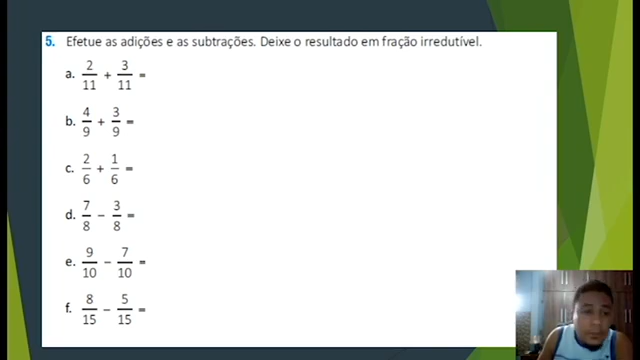 5. Efetue as adições e as subtrações. Deixe o resultado em fração irredutível.
a. 2/11 + 3/11 =
b. 4/9 + 3/9 =
c. 2/6 + 1/6 =
d. 7/8 − 3/8 =
e. 9/10 − 7/10 =
f. 8/15 − 5/15 =